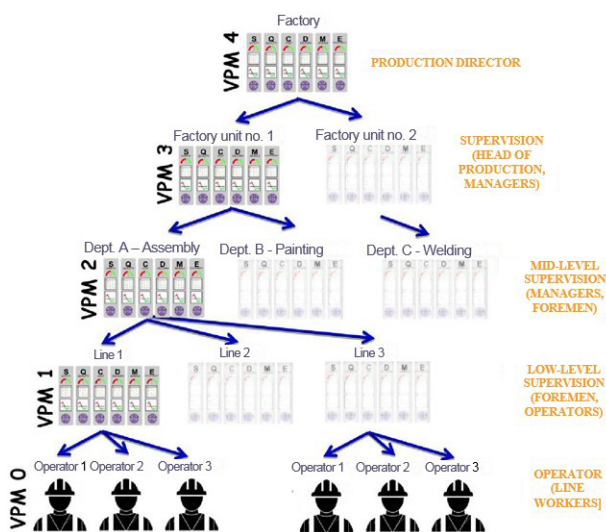 Factory
VPM 4
S Q C D M E
PRODUCTION DIRECTOR
Factory unit no. 1
Factory unit no. 2
VPM 3
S Q C D M E
S Q C D M E
SUPERVISION
(HEAD OF
PRODUCTION,
MANAGERS)
Dept. A – Assembly
Dept. B - Painting
Dept. C - Welding
VPM 2
S Q C D M E
S Q C D M E
S Q C D M E
MID-LEVEL
SUPERVISION
(MANAGERS,
FOREMEN)
Line 1
Line 2
Line 3
VPM 1
S Q C D M E
S Q C D M E
S Q C D M E
LOW-LEVEL
SUPERVISION
(FOREMEN,
OPERATORS)
VPM 0
Operator 1 Operator 2 Operator 3
Operator 1 Operator 2 Operator 3
OPERATOR
(LINE
WORKERS]